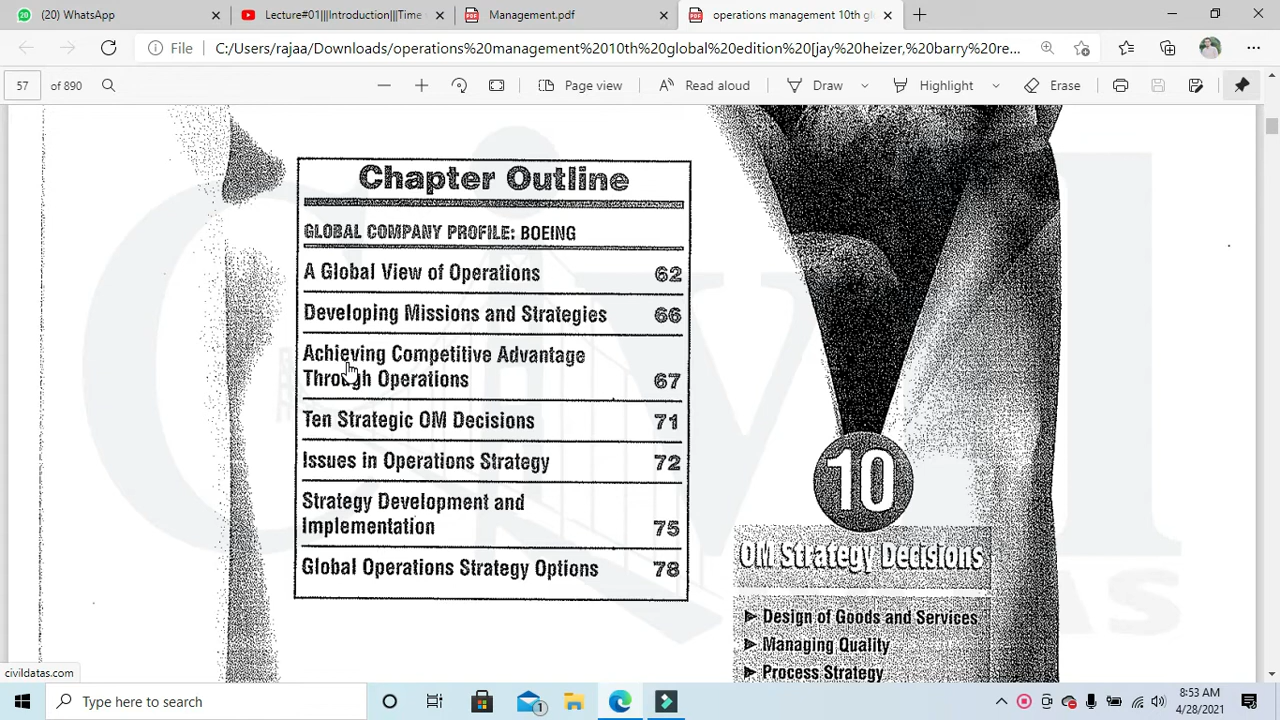 (20) WhatsApp
Lecture#01|||Operations|||Time
Management.pdf
operations management 10th gl
File
C:/Users/rajaa/Downloads/operations%20management%2010th%20global%20edition%20[jay%20heizer,%20barry%20re...
57 of 890
Page view
Read aloud
Draw
Highlight
Erase
Chapter Outline
GLOBAL COMPANY PROFILE: BOEING
A Global View of Operations 62
Developing Missions and Strategies 66
Achieving Competitive Advantage
Through Operations 67
Ten Strategic OM Decisions 71
Issues in Operations Strategy 72
Strategy Development and
Implementation 75
Global Operations Strategy Options 78
10
OM Strategy Decisions
Design of Goods and Services
Managing Quality
Process Strategy
civildatas.com
Type here to search
1
8:53 AM
4/28/2021